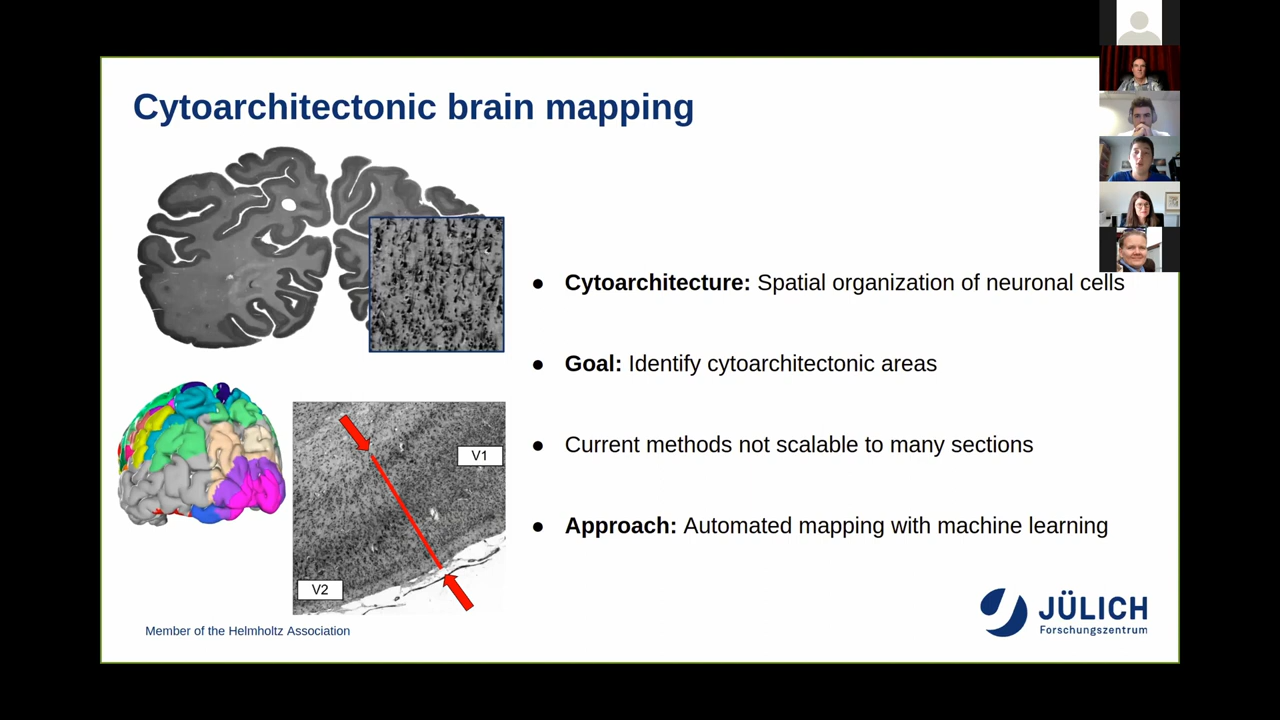 Cytoarchitectonic brain mapping
● Cytoarchitecture: Spatial organization of neuronal cells
● Goal: Identify cytoarchitectonic areas
● Current methods not scalable to many sections
● Approach: Automated mapping with machine learning
V1
V2
Member of the Helmholtz Association
JÜLICH
Forschungszentrum